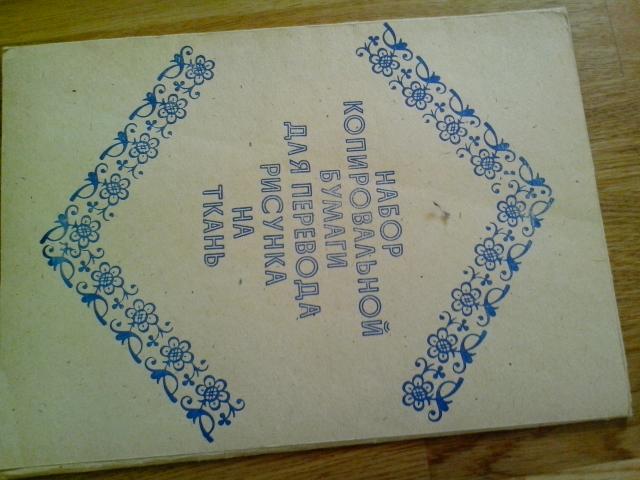 НАБОР
КОПИРОВАЛЬНОЙ
БУМАГИ
ДЛЯ ПЕРЕВОДА
РИСУНКА
НА
ТКАНЬ